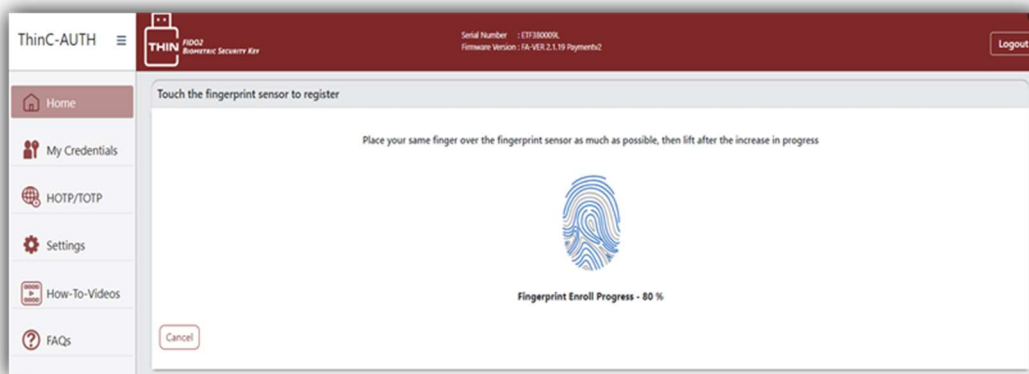 ThinC-AUTH
THIN
FIDO2
BIOMETRIC SECURITY KEY
Serial Number : ETF380009L
Firmware Version : FA-VER 2.1.19 Paymentv2
Logout
Home
My Credentials
HOTP/TOTP
Settings
How-To-Videos
FAQs
Touch the fingerprint sensor to register
Place your same finger over the fingerprint sensor as much as possible, then lift after the increase in progress
Fingerprint Enroll Progress - 80 %
Cancel